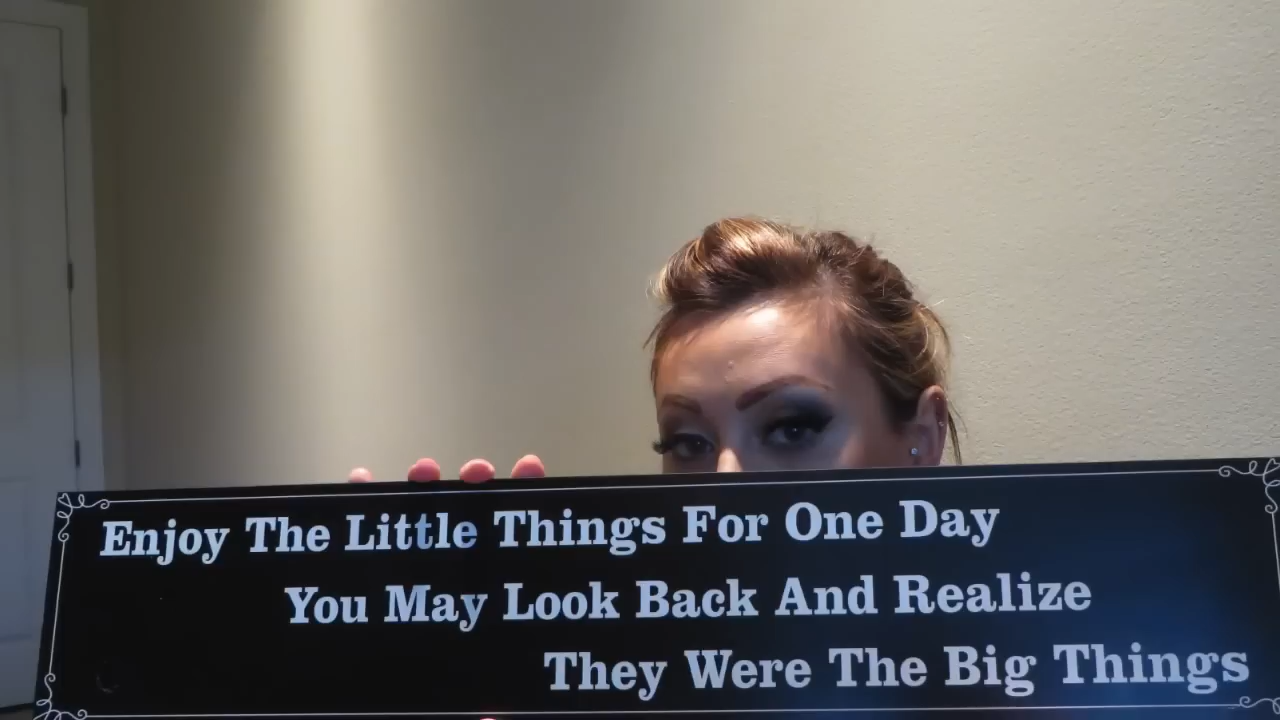 Enjoy The Little Things For One Day
You May Look Back And Realize
They Were The Big Things